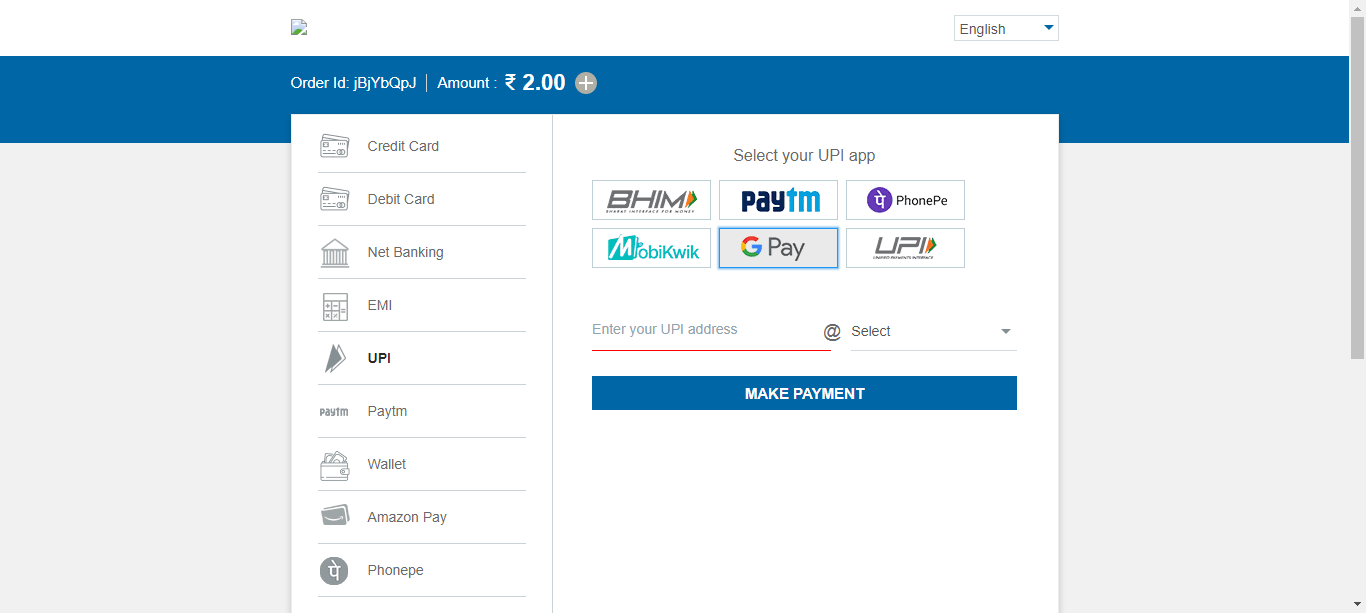 English
Order Id: jBjYbQpJ | Amount : ₹ 2.00
Credit Card
Debit Card
Net Banking
EMI
UPI
paytm Paytm
Wallet
Amazon Pay
पे Phonepe
Select your UPI app
BHIM
BHARAT INTERFACE FOR MONEY
paytm
पे PhonePe
MobiKwik
G Pay
UPI
UNIFIED PAYMENTS INTERFACE
Enter your UPI address @ Select
MAKE PAYMENT